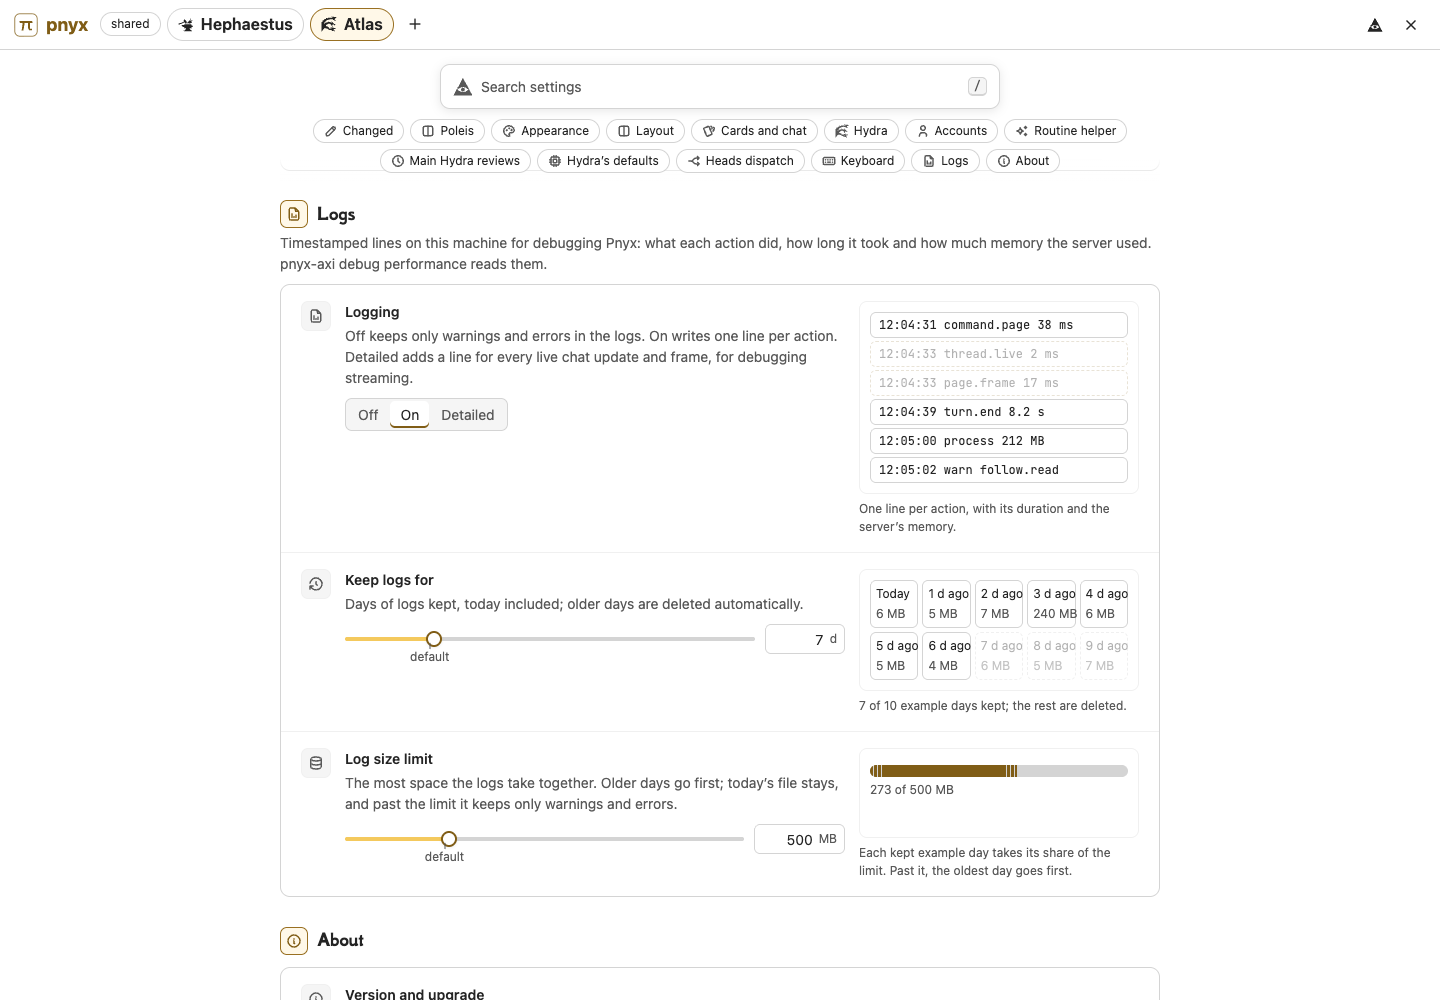 π pnyx shared Hephaestus Atlas +
Search settings /
Changed Poleis Appearance Layout Cards and chat Hydra Accounts Routine helper
Main Hydra reviews Hydra's defaults Heads dispatch Keyboard Logs About
Logs
Timestamped lines on this machine for debugging Pnyx: what each action did, how long it took and how much memory the server used.
pnyx-axi debug performance reads them.
Logging
Off keeps only warnings and errors in the logs. On writes one line per action.
Detailed adds a line for every live chat update and frame, for debugging
streaming.
Off On Detailed
12:04:31 command.page 38 ms
12:04:33 thread.live 2 ms
12:04:33 page.frame 17 ms
12:04:39 turn.end 8.2 s
12:05:00 process 212 MB
12:05:02 warn follow.read
One line per action, with its duration and the
server's memory.
Keep logs for
Days of logs kept, today included; older days are deleted automatically.
7 d
default
Today 1 d ago 2 d ago 3 d ago 4 d ago
6 MB 5 MB 7 MB 240 MB 6 MB
5 d ago 6 d ago 7 d ago 8 d ago 9 d ago
5 MB 4 MB 6 MB 5 MB 7 MB
7 of 10 example days kept; the rest are deleted.
Log size limit
The most space the logs take together. Older days go first; today's file stays,
and past the limit it keeps only warnings and errors.
500 MB
default
273 of 500 MB
Each kept example day takes its share of the
limit. Past it, the oldest day goes first.
About
Version and upgrade